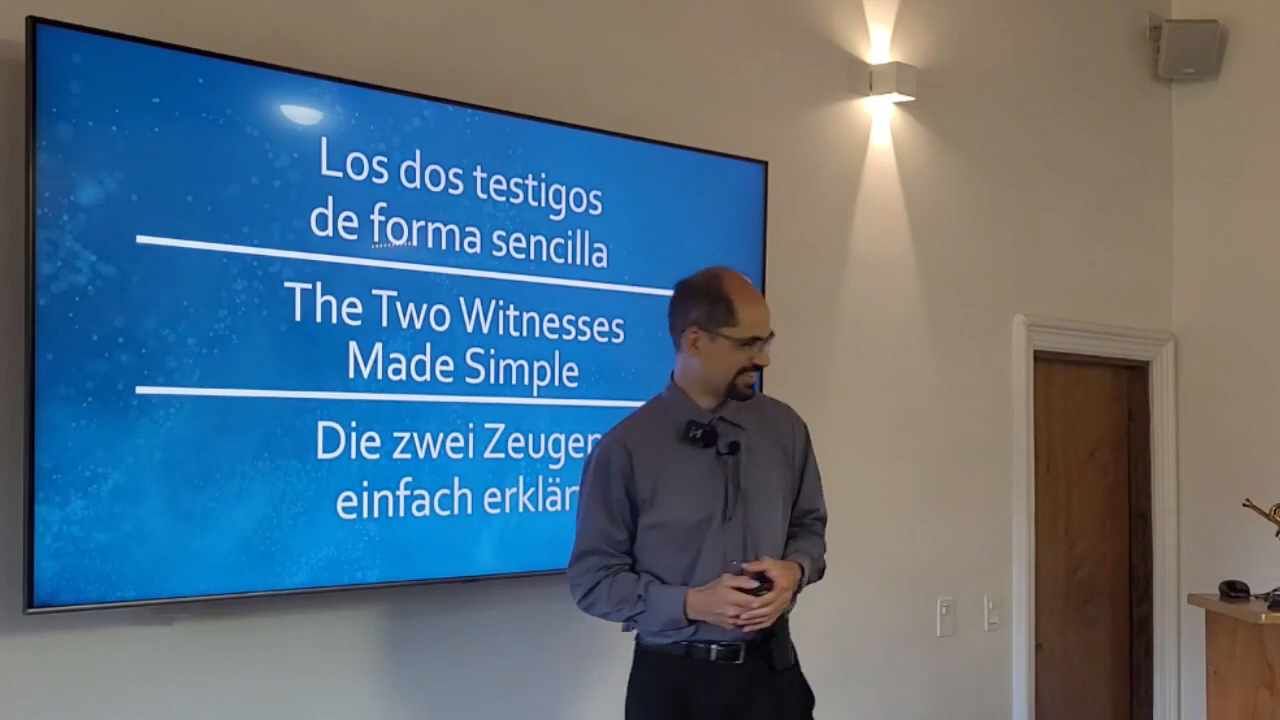 Los dos testigos
de forma sencilla
The Two Witnesses
Made Simple
Die zwei Zeugen
einfach